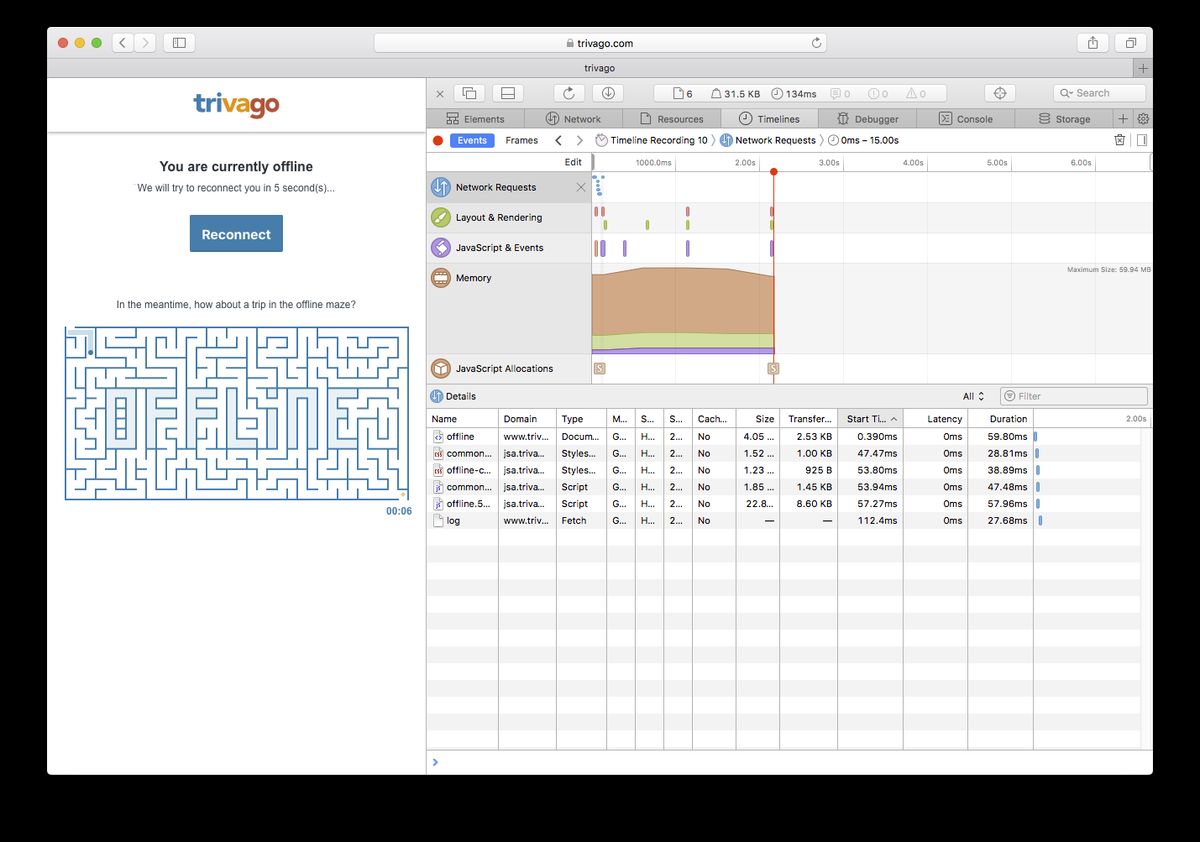 trivago.com
trivago
trivago
You are currently offline
We will try to reconnect you in 5 second(s)...
Reconnect
In the meantime, how about a trip in the offline maze?
OFFLINE
00:06
6 31.5 KB 134ms 0 0 0 Search
Elements Network Resources Timelines Debugger Console Storage
Events Frames Timeline Recording 10 Network Requests 0ms – 15.00s
Edit 1000.0ms 2.00s 3.00s 4.00s 5.00s 6.00s
Network Requests
Layout & Rendering
JavaScript & Events
Memory Maximum Size: 59.94 MB
JavaScript Allocations S S
Details All Filter
Name Domain Type M... S... S... Cach... Size Transfer... Start Ti... Latency Duration 2.00s
offline www.triv... Docum... G... H... 2... No 4.05 ... 2.53 KB 0.390ms 0ms 59.80ms
common... jsa.triva... Styles... G... H... 2... No 1.52 ... 1.00 KB 47.47ms 0ms 28.81ms
offline-c... jsa.triva... Styles... G... H... 2... No 1.23 ... 925 B 53.80ms 0ms 38.89ms
common... jsa.triva... Script G... H... 2... No 1.85 ... 1.45 KB 53.94ms 0ms 47.48ms
offline.5... jsa.triva... Script G... H... 2... No 22.8... 8.60 KB 57.27ms 0ms 57.96ms
log www.triv... Fetch G... H... 2... No — — 112.4ms 0ms 27.68ms